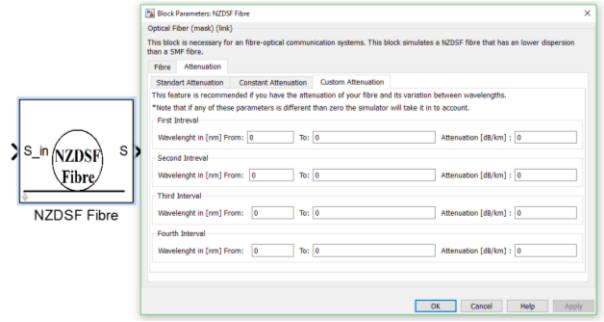 Block Parameters: NZDSF Fibre
Optical Fiber (mask) (link)
This block is necessary for an fibre-optical communication systems. This block simulates a NZDSF fibre that has an lower dispersion
than a SMF fibre.
Fibre Attenuation
Standart Attenuation Constant Attenuation Custom Attenuation
This feature is recommended if you have the attenuation of your fibre and its variation between wavelengths.
*Note that if any of these parameters is different than zero the simulator will take it in to account.
First Intreval
Wavelenght in [nm] From: 0 To: 0 Attenuation [dB/km] : 0
Second Intreval
Wavelenght in [nm] From: 0 To: 0 Attenuation [dB/km] : 0
Third Interval
Wavelenght in [nm] From: 0 To: 0 Attenuation [dB/km] : 0
Fourth Interval
Wavelenght in [nm] From: 0 To: 0 Attenuation [dB/km] : 0
OK Cancel Help Apply
S_in NZDSF S
Fibre
NZDSF Fibre